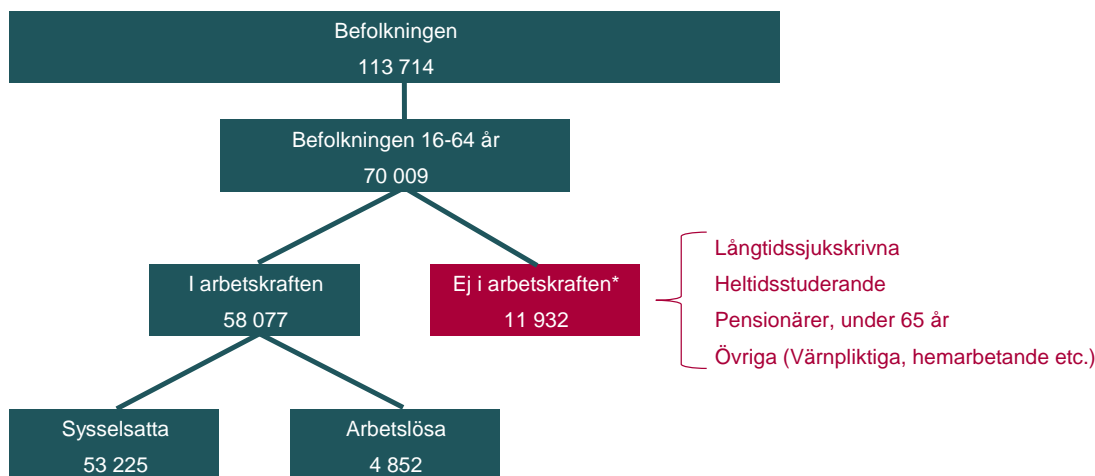 Befolkningen
113 714
Befolkningen 16-64 år
70 009
I arbetskraften
58 077
Ej i arbetskraften*
11 932
Långtidssjukskrivna
Heltidsstuderande
Pensionärer, under 65 år
Övriga (Värnpliktiga, hemarbetande etc.)
Sysselsatta
53 225
Arbetslösa
4 852